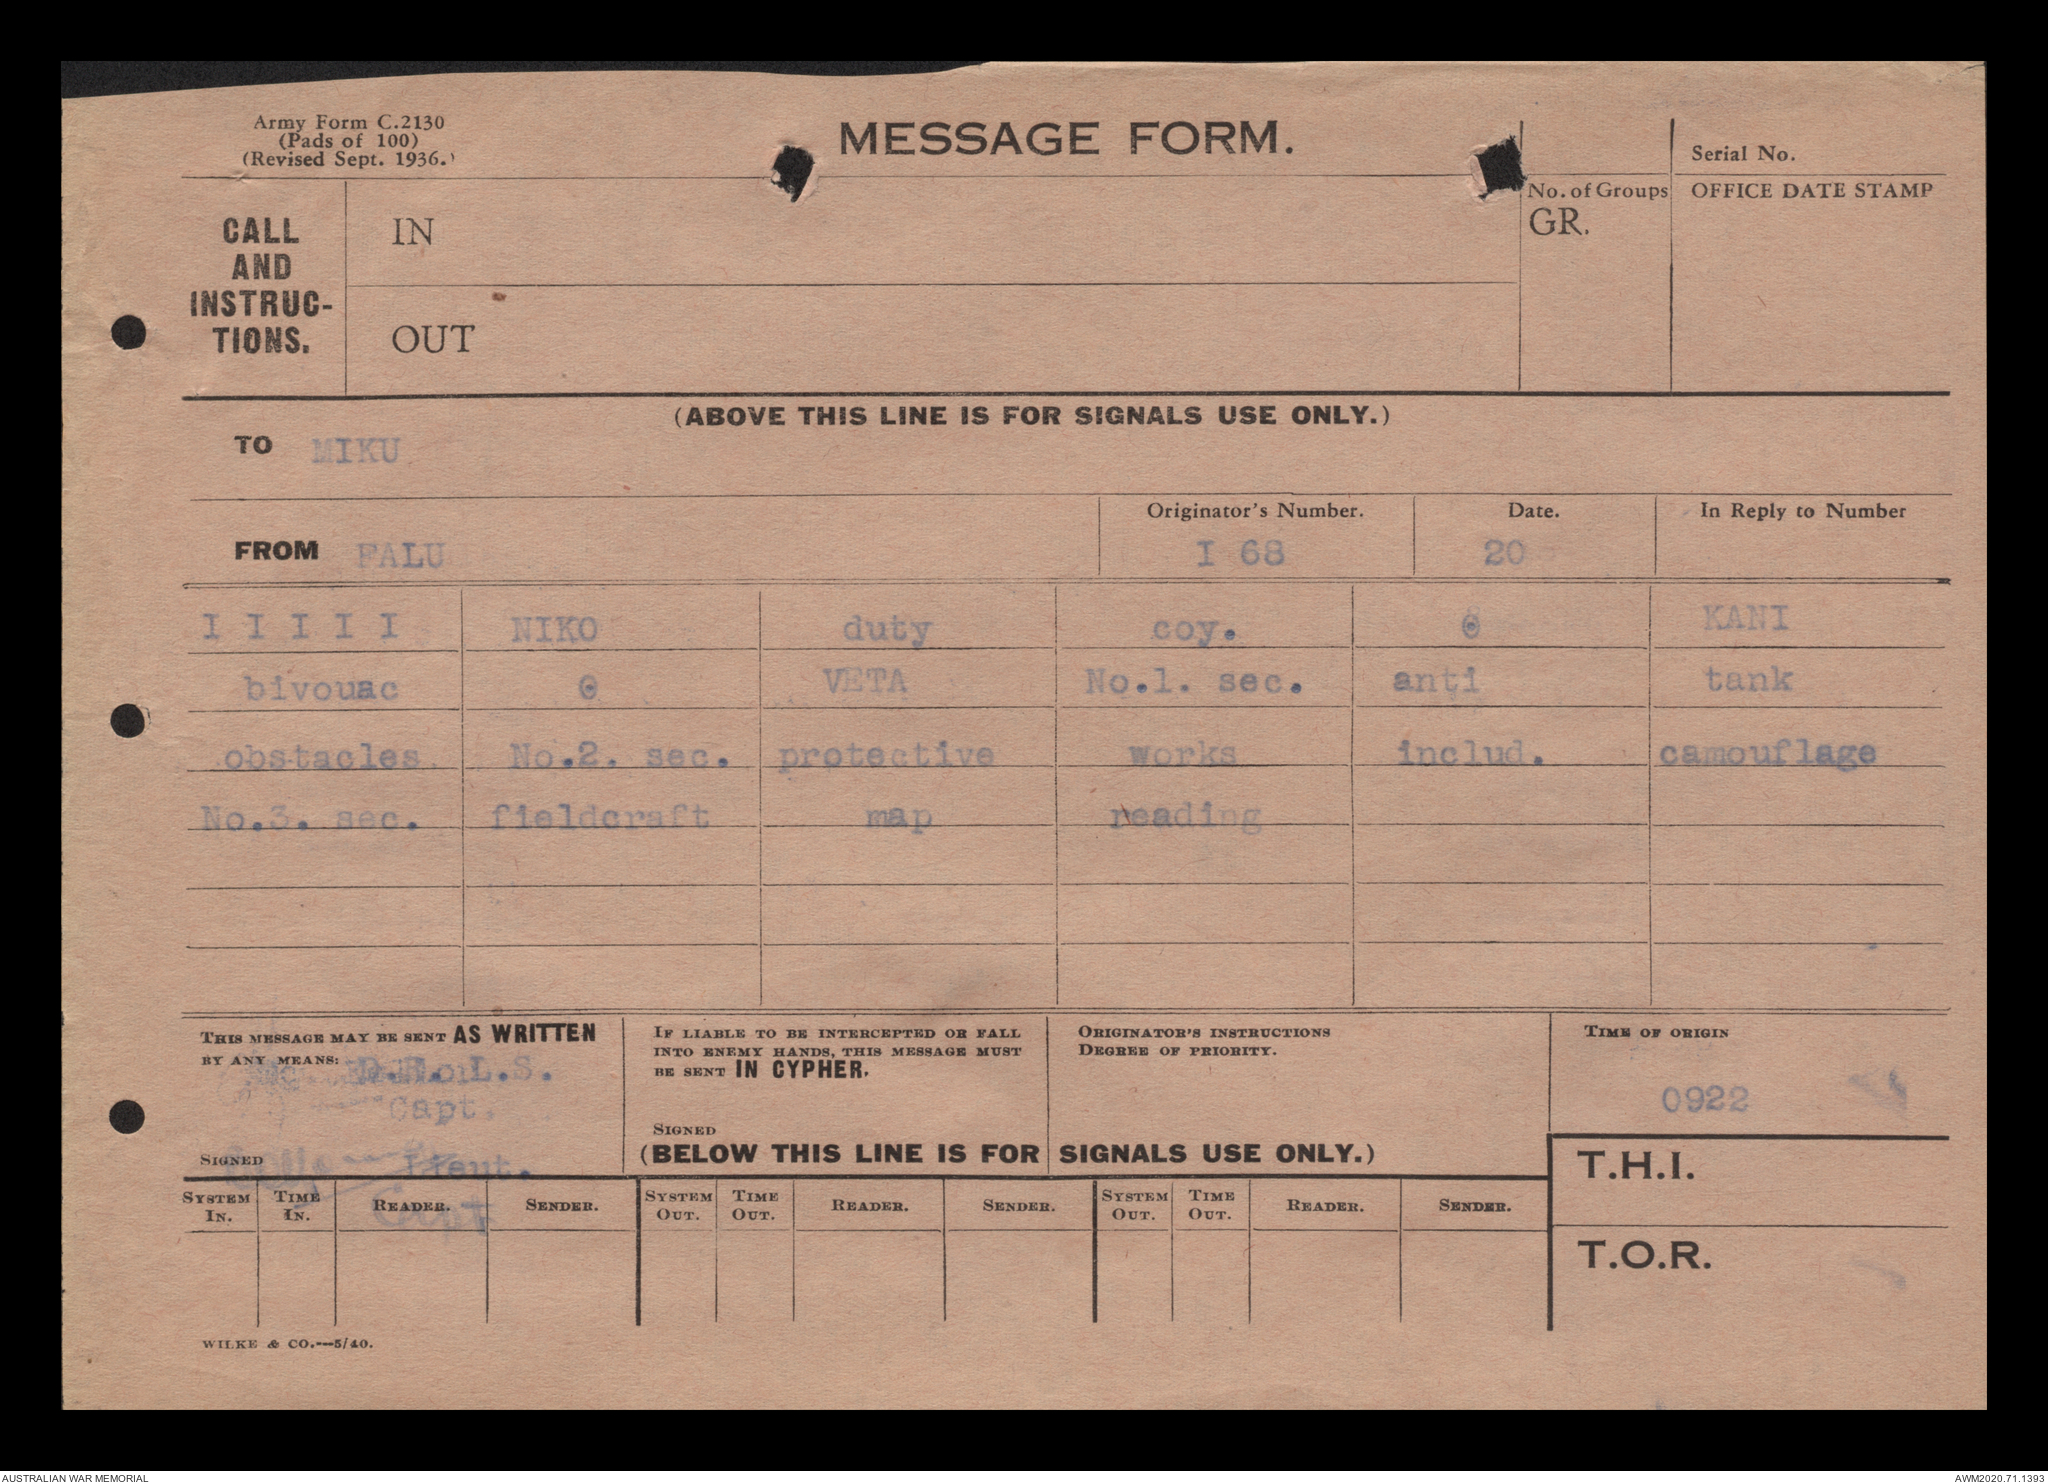 Army Form C.2130
(Pads of 100)
(Revised Sept. 1936.)
MESSAGE FORM.
Serial No.
CALL AND INSTRUC-TIONS.
IN
No. of Groups
GR.
OFFICE DATE STAMP
OUT
(ABOVE THIS LINE IS FOR SIGNALS USE ONLY.)
TO MIKU
FROM FALU
Originator's Number.
I 68
Date.
20
In Reply to Number
I I I I I NIKO duty coy. KANI
bivouac VETA No.1. sec. anti tank
obstacles No.2. sec. protective works includ. camouflage
No.3. sec. fieldcraft map reading
THIS MESSAGE MAY BE SENT AS WRITTEN
BY ANY MEANS:
L.S.
Capt.
Lieut.
SIGNED
Capt
IF LIABLE TO BE INTERCEPTED OR FALL
INTO ENEMY HANDS, THIS MESSAGE MUST
BE SENT IN CYPHER.
SIGNED
ORIGINATOR'S INSTRUCTIONS
DEGREE OF PRIORITY.
TIME OF ORIGIN
0922
(BELOW THIS LINE IS FOR SIGNALS USE ONLY.)
T.H.I.
SYSTEM IN. TIME IN. READER. SENDER. SYSTEM OUT. TIME OUT. READER. SENDER. SYSTEM OUT. TIME OUT. READER. SENDER.
T.O.R.
WILKE & CO.---5/40.
AUSTRALIAN WAR MEMORIAL
AWM2020.71.1393